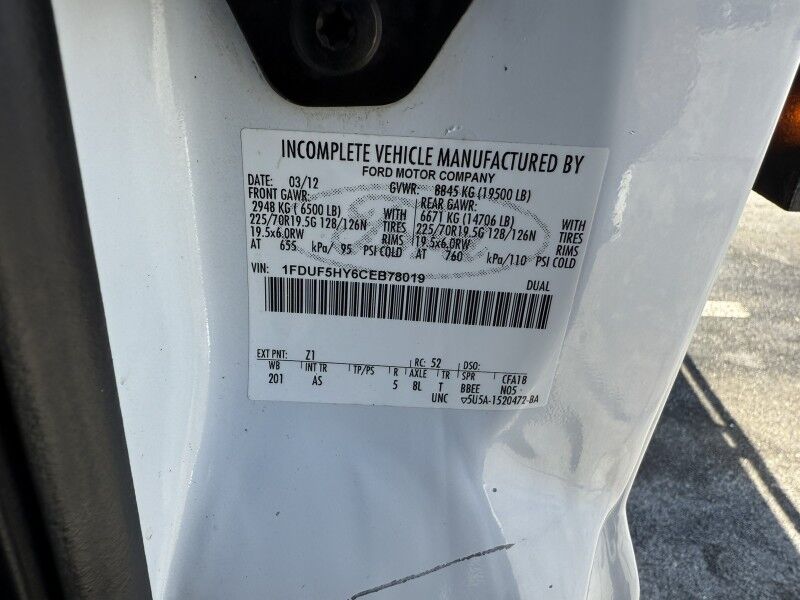 INCOMPLETE VEHICLE MANUFACTURED BY
FORD MOTOR COMPANY
DATE: 03/12 GVWR: 8845 KG (19500 LB)
FRONT GAWR: REAR GAWR:
2948 KG (6500 LB) WITH 6671 KG (14706 LB) WITH
225/70R19.5G 128/126N TIRES 225/70R19.5G 128/126N TIRES
19.5x6.0RW RIMS 19.5x6.0RW RIMS
AT 655 kPa/ 95 PSI COLD AT 760 kPa/110 PSI COLD
VIN: 1FDUF5HY6CEB78019 DUAL
EXT PNT: Z1 RC: 52 DSO:
WB INT TR TP/PS R AXLE TR SPR CFA18
201 AS 5 8L T BBEE N05
UNC 5U5A-1520472-BA